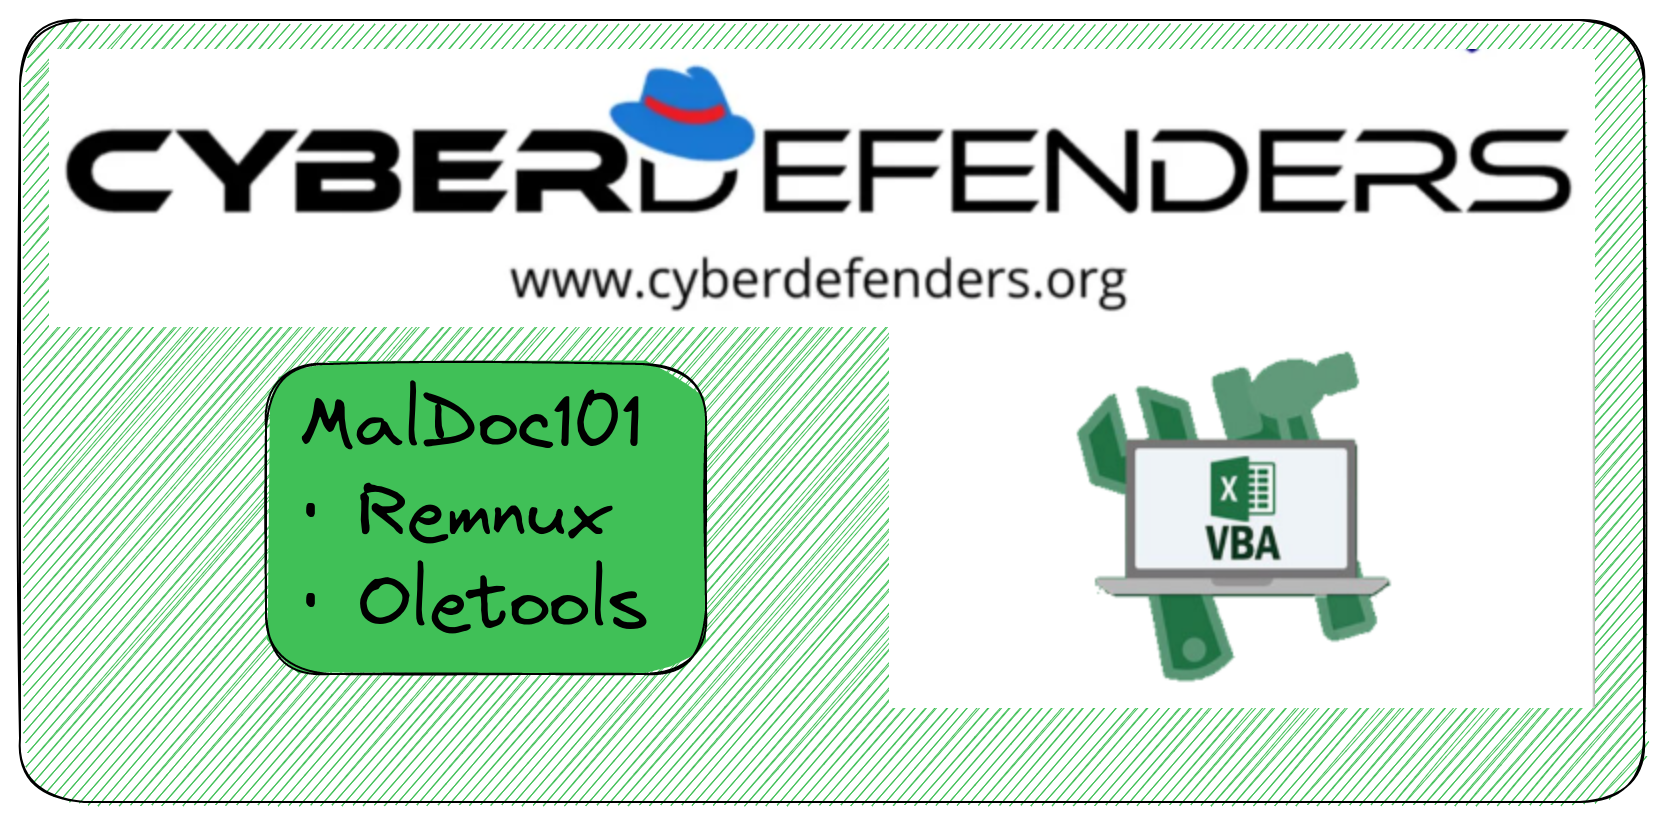 CYBERDEFENDERS
www.cyberdefenders.org
MalDoc101
• Remnux
• Oletools
X
VBA